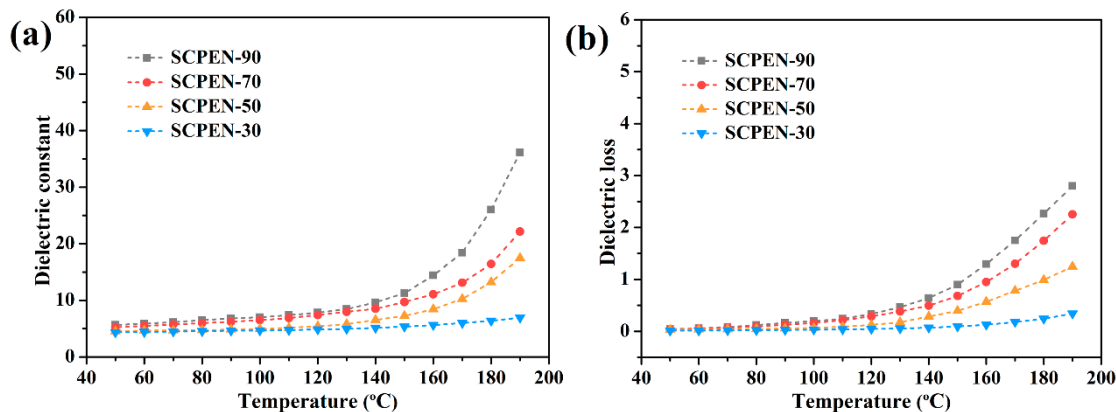 (a)
Dielectric constant
60
50
40
30
20
10
0
SCPEN-90
SCPEN-70
SCPEN-50
SCPEN-30
40 60 80 100 120 140 160 180 200
Temperature (ºC)
(b)
Dielectric loss
6
5
4
3
2
1
0
SCPEN-90
SCPEN-70
SCPEN-50
SCPEN-30
40 60 80 100 120 140 160 180 200
Temperature (ºC)